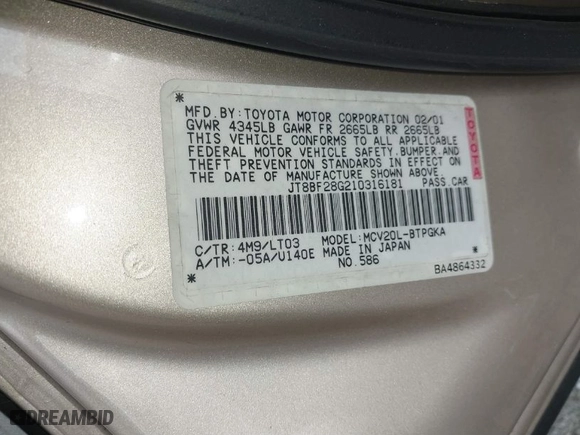 MFD. BY: TOYOTA MOTOR CORPORATION 02/01
GVWR 4345LB GAWR FR 2665LB RR 2665LB
THIS VEHICLE CONFORMS TO ALL APPLICABLE
FEDERAL MOTOR VEHICLE SAFETY, BUMPER, AND
THEFT PREVENTION STANDARDS IN EFFECT ON
THE DATE OF MANUFACTURE SHOWN ABOVE.
JT8BF28G210316181 PASS. CAR
C/TR: 4M9/LT03 MODEL: MCV20L-BTPGKA
A/TM: -05A/U140E MADE IN JAPAN
NO. 586
BA4864332
TOYOTA
IDREAMBID